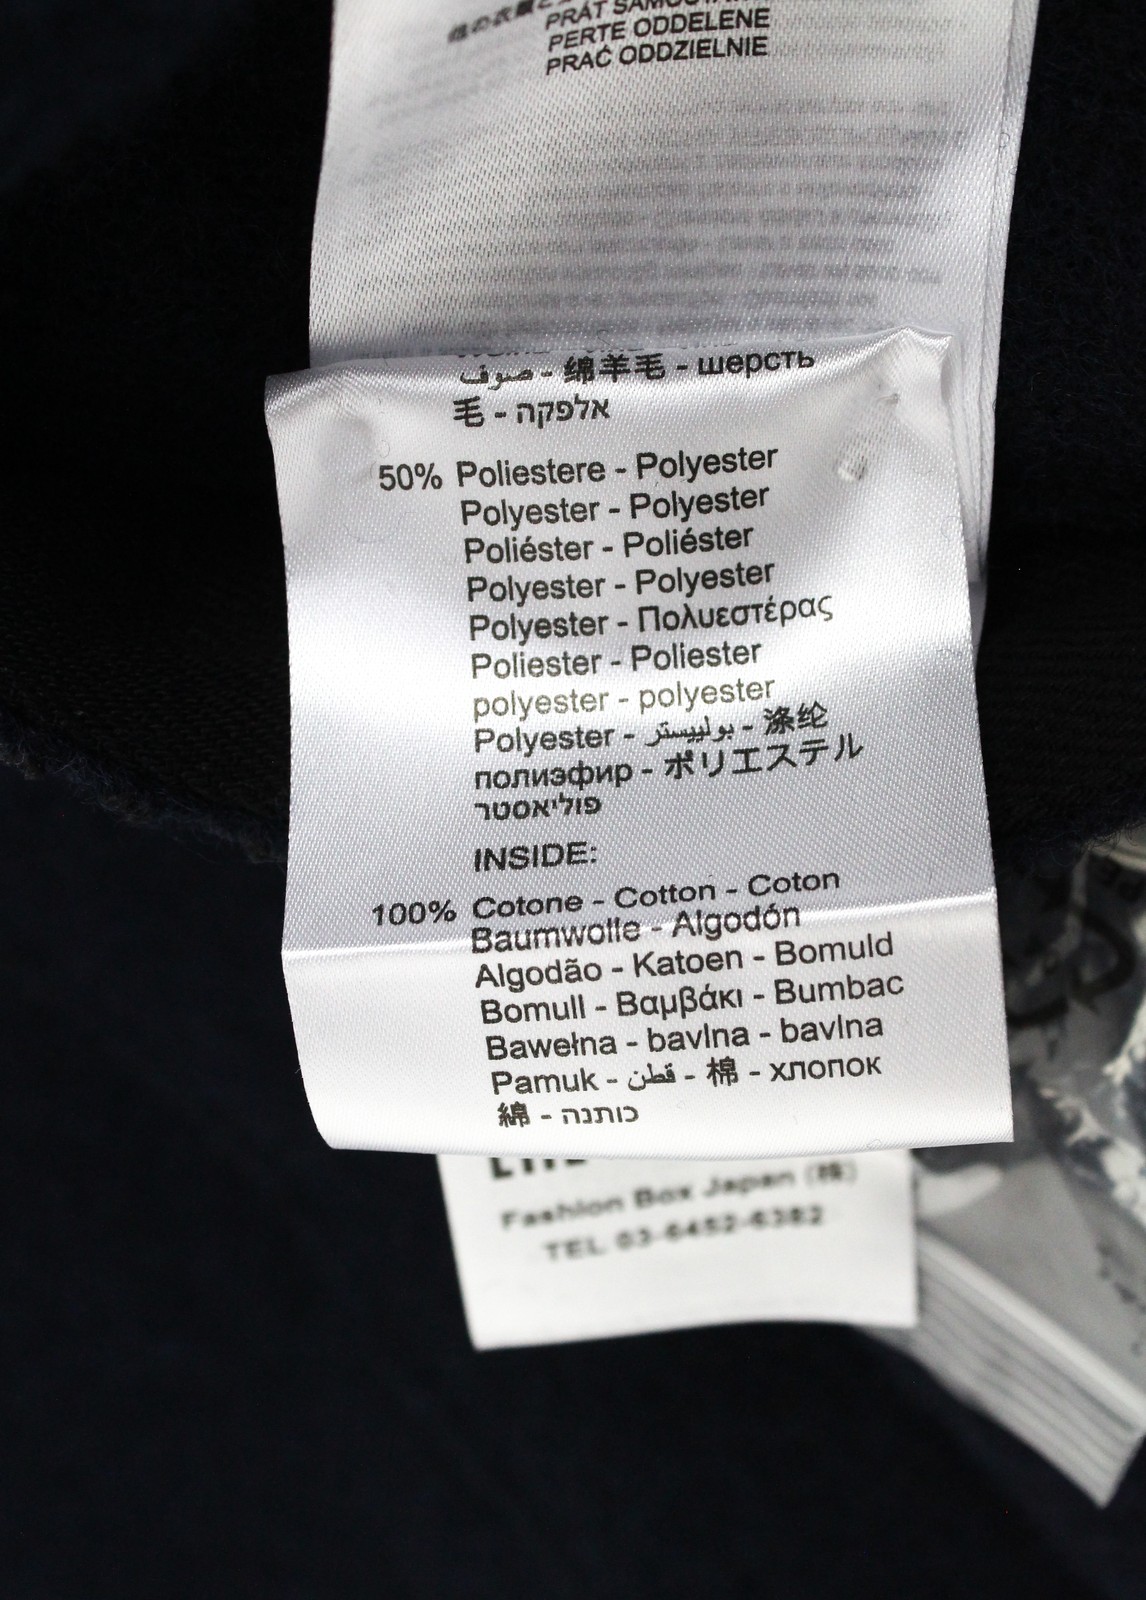 PRAT SAMOSTA
PERTE ODDELENE
PRAĆ ODDZIELNIE
صوف - 绵羊毛 - шерсть
毛 - אלפקה
50% Poliestere - Polyester
Polyester - Polyester
Poliéster - Poliéster
Polyester - Polyester
Polyester - Πολυεστέρας
Poliester - Poliester
polyester - polyester
Polyester - بولييستر - 涤纶
полиэфир - ポリエステル
פוליאסטר
INSIDE:
100% Cotone - Cotton - Coton
Baumwolle - Algodón
Algodão - Katoen - Bomuld
Bomull - Βαμβάκι - Bumbac
Bawełna - bavlna - bavlna
Pamuk - قطن - 棉 - хлопок
綿 - כותנה
Fashion Box Japan (株)
TEL 03-6452-6382